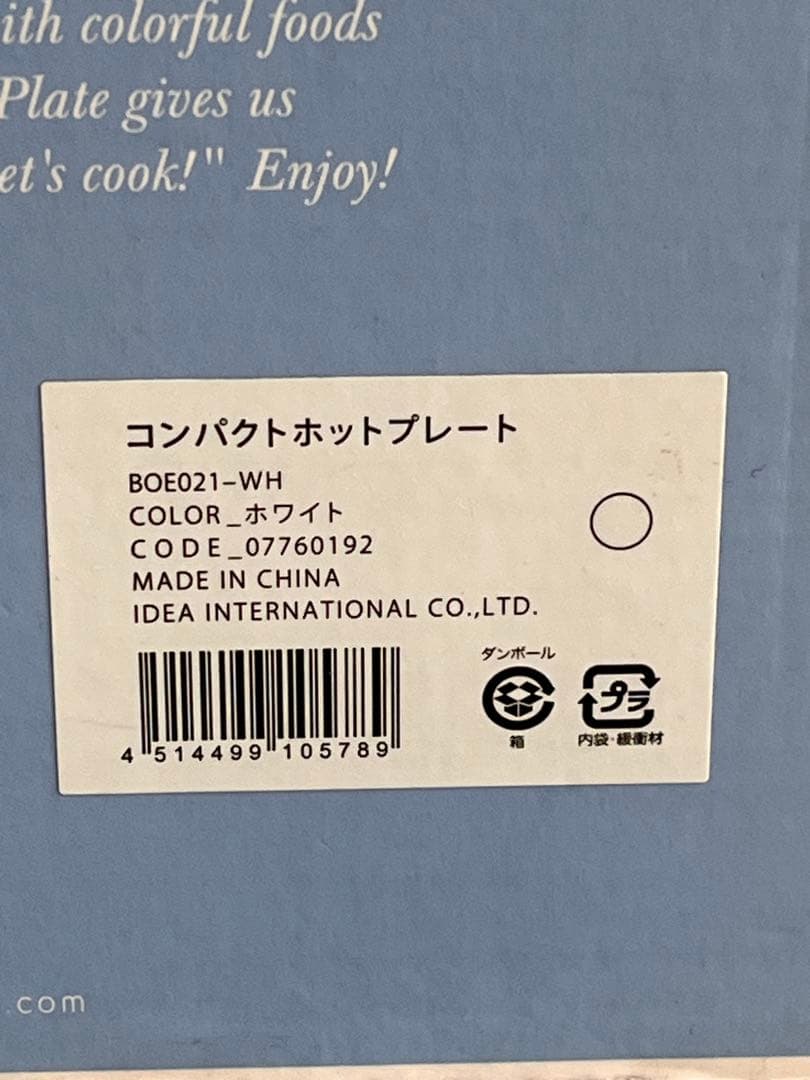 ith colorful foods
Plate gives us
et's cook!" Enjoy!
コンパクトホットプレート
BOE021-WH
COLOR_ホワイト
CODE_07760192
MADE IN CHINA
IDEA INTERNATIONAL CO.,LTD.
4 514499 105789
ダンボール
箱
プラ
内袋・緩衝材
.com